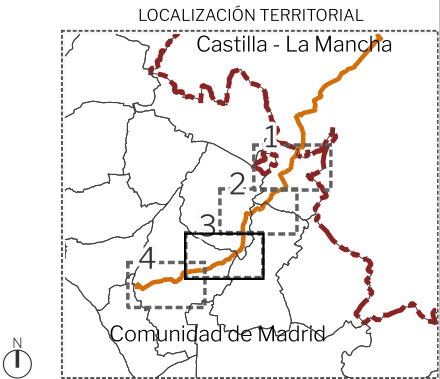 LOCALIZACIÓN TERRITORIAL
Castilla - La Mancha
1
2
3
4
Comunidad de Madrid
N